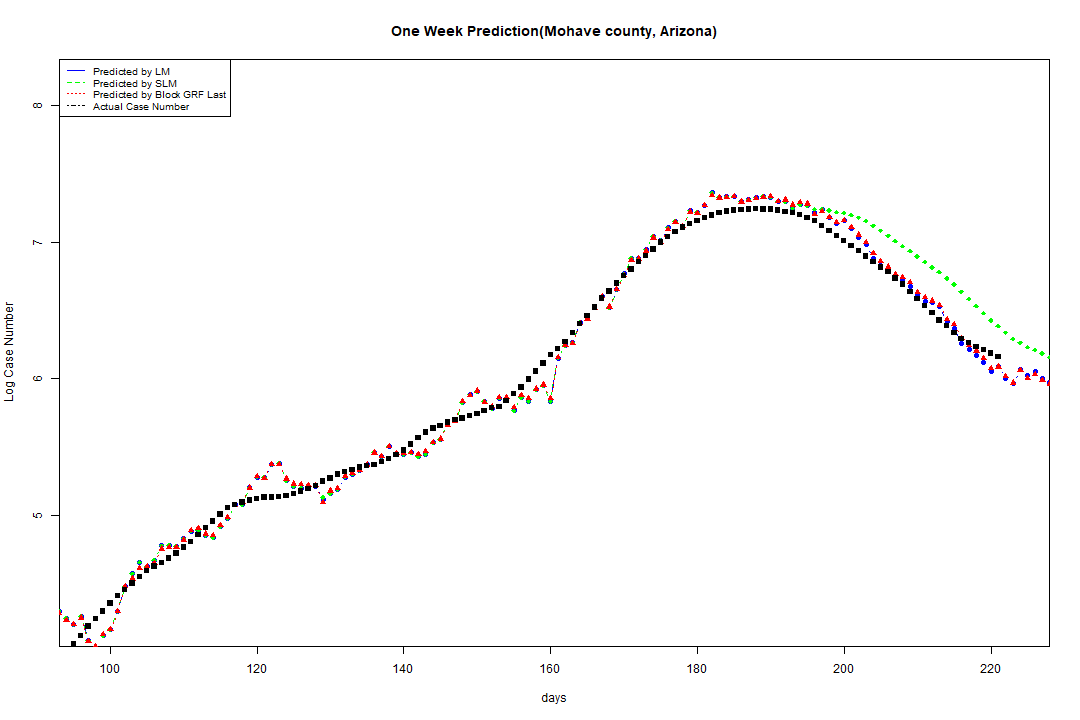 One Week Prediction(Mohave county, Arizona)
Predicted by LM
Predicted by SLM
Predicted by Block GRF Last
Actual Case Number
8
7
6
5
Log Case Number
100 120 140 160 180 200 220
days